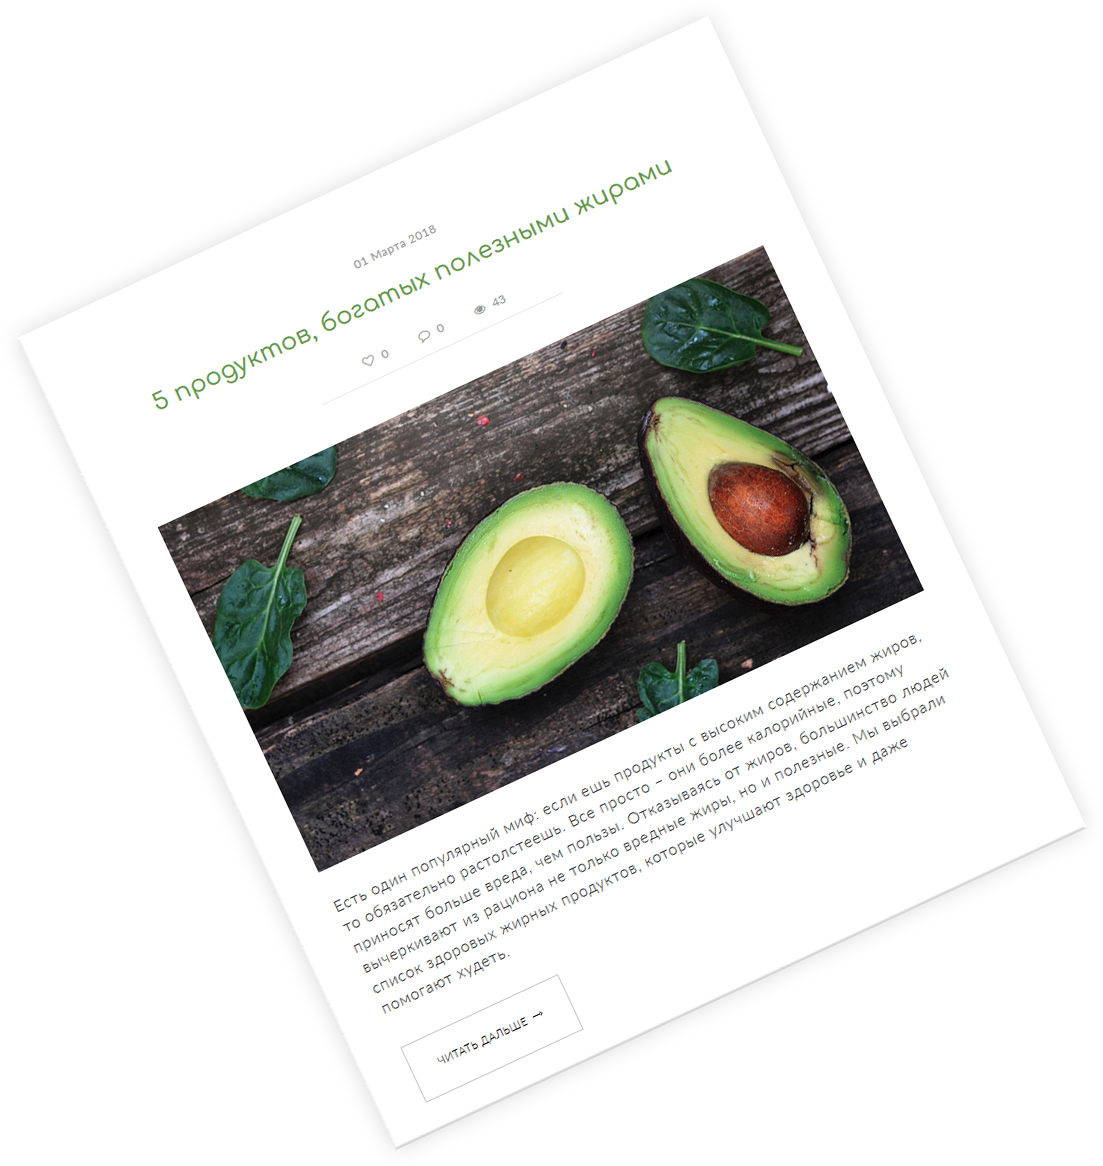 01 Марта 2018
5 продуктов, богатых полезными жирами
0 0 43
Есть один популярный миф: если ешь продукты с высоким содержанием жиров,
то обязательно растолстеешь. Все просто – они более калорийные, поэтому
приносят больше вреда, чем пользы. Отказываясь от жиров, большинство людей
вычеркивают из рациона не только вредные жиры, но и полезные. Мы выбрали
список здоровых жирных продуктов, которые улучшают здоровье и даже
помогают худеть.
ЧИТАТЬ ДАЛЬШЕ →